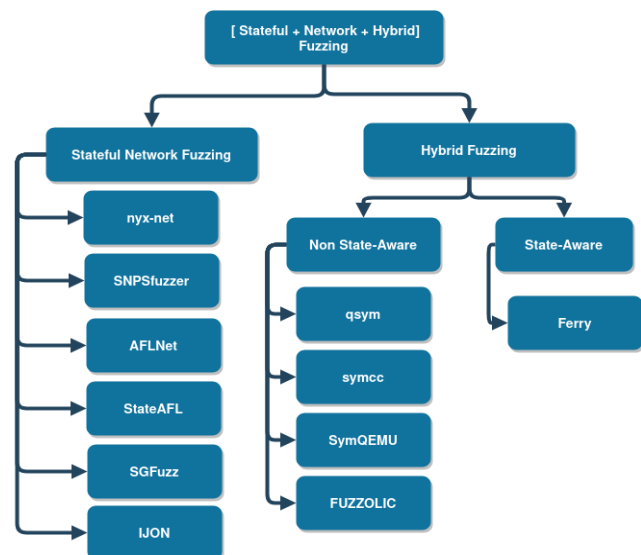 [ Stateful + Network + Hybrid]
Fuzzing
Stateful Network Fuzzing
Hybrid Fuzzing
nyx-net
SNPSfuzzer
AFLNet
StateAFL
SGFuzz
IJON
Non State-Aware
State-Aware
qsym
symcc
SymQEMU
FUZZOLIC
Ferry